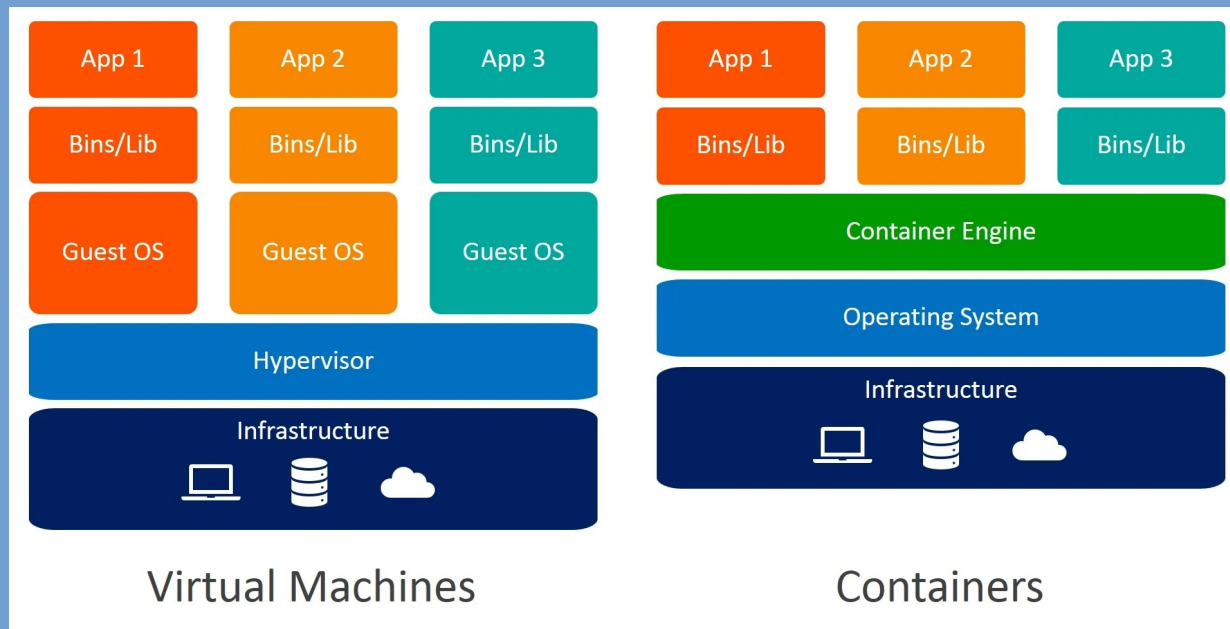 App 1
App 2
App 3
Bins/Lib
Bins/Lib
Bins/Lib
Guest OS
Guest OS
Guest OS
Hypervisor
Infrastructure
Virtual Machines
App 1
App 2
App 3
Bins/Lib
Bins/Lib
Bins/Lib
Container Engine
Operating System
Infrastructure
Containers